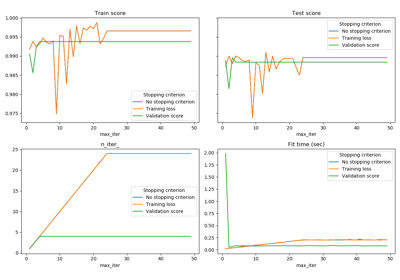 Train score
1.000
0.995
0.990
0.985
0.980
0.975
Stopping criterion
No stopping criterion
Training loss
Validation score
0
10
20
30
40
50
max_iter
Test score
Stopping criterion
No stopping criterion
Training loss
Validation score
0
10
20
30
40
50
max_iter
n_iter_
25
20
15
10
5
0
Stopping criterion
No stopping criterion
Training loss
Validation score
0
10
20
30
40
50
max_iter
Fit time (sec)
2.00
1.75
1.50
1.25
1.00
0.75
0.50
0.25
0.00
Stopping criterion
No stopping criterion
Training loss
Validation score
0
10
20
30
40
50
max_iter